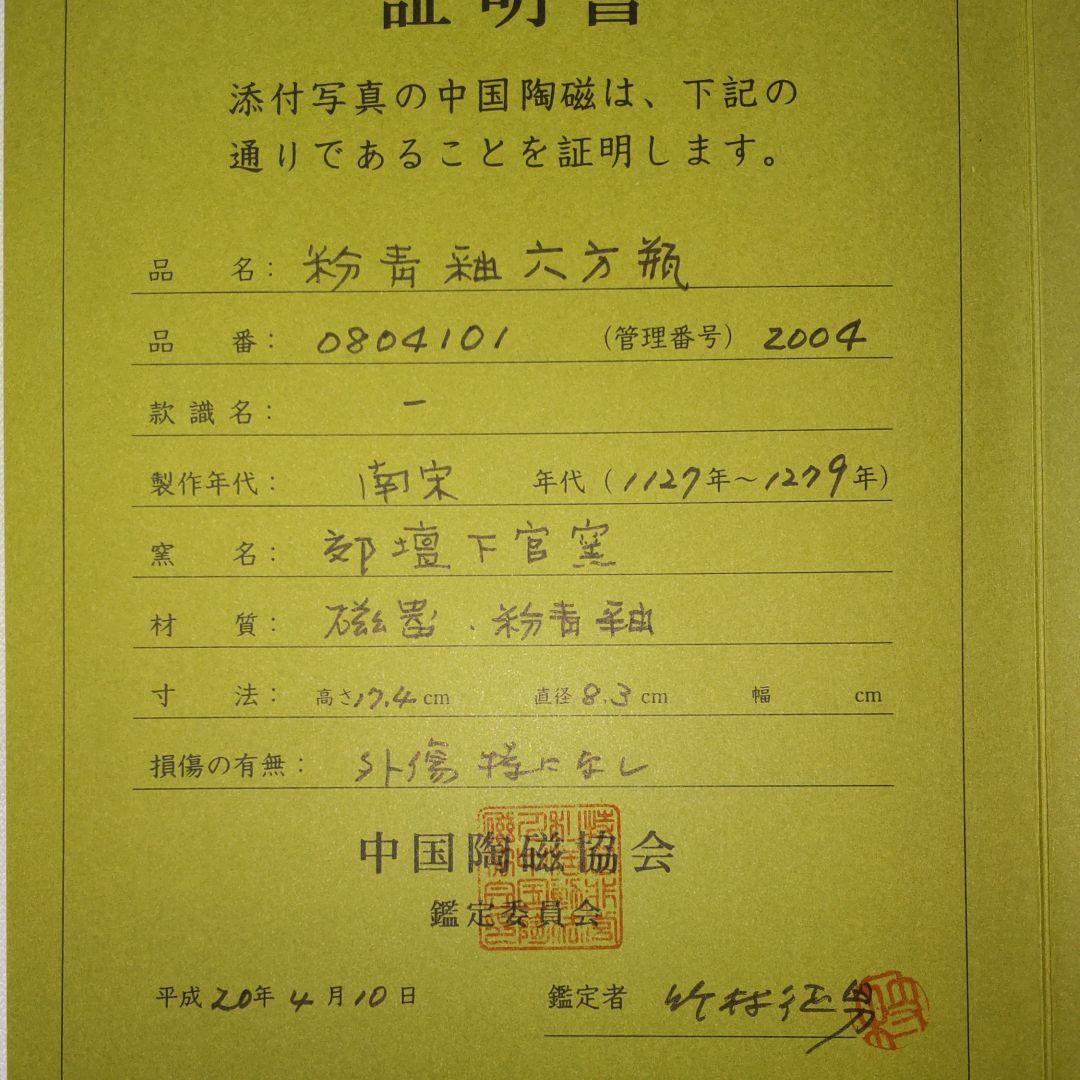 証明書
添付写真の中国陶磁は、下記の
通りであることを証明します。
品 名： 粉青釉六方瓶
品 番： 0804101 （管理番号） 2004
款 識 名： －
製作年代： 南宋 年代（1127年～1279年）
窯 名： 郊壇下官窯
材 質： 磁器．粉青釉
寸 法： 高さ17.4cm 直径8.3cm 幅 cm
損傷の有無： 外傷特になし
中国陶磁協会
鑑定委員会
平成20年4月10日 鑑定者 竹林征男